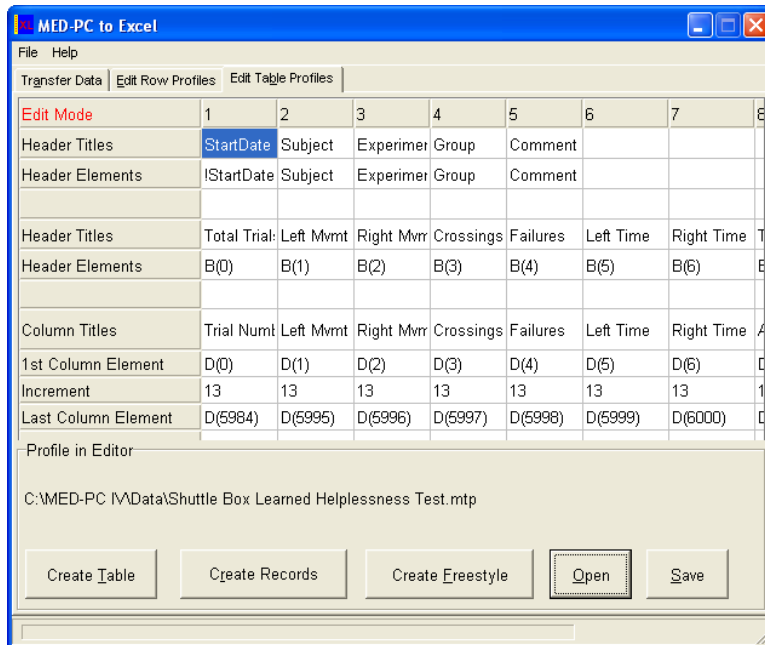 XL MED-PC to Excel
File Help
Transfer Data Edit Row Profiles Edit Table Profiles
Edit Mode 1 2 3 4 5 6 7 8
Header Titles StartDate Subject Experimer Group Comment
Header Elements !StartDate Subject Experimer Group Comment
Header Titles Total Trial Left Mvmt Right Mvm Crossings Failures Left Time Right Time T
Header Elements B(0) B(1) B(2) B(3) B(4) B(5) B(6)
Column Titles Trial Numb Left Mvmt Right Mvm Crossings Failures Left Time Right Time A
1st Column Element D(0) D(1) D(2) D(3) D(4) D(5) D(6)
Increment 13 13 13 13 13 13 13 1
Last Column Element D(5984) D(5995) D(5996) D(5997) D(5998) D(5999) D(6000)
Profile in Editor
C:\MED-PC IV\Data\Shuttle Box Learned Helplessness Test.mtp
Create Table Create Records Create Freestyle Open Save